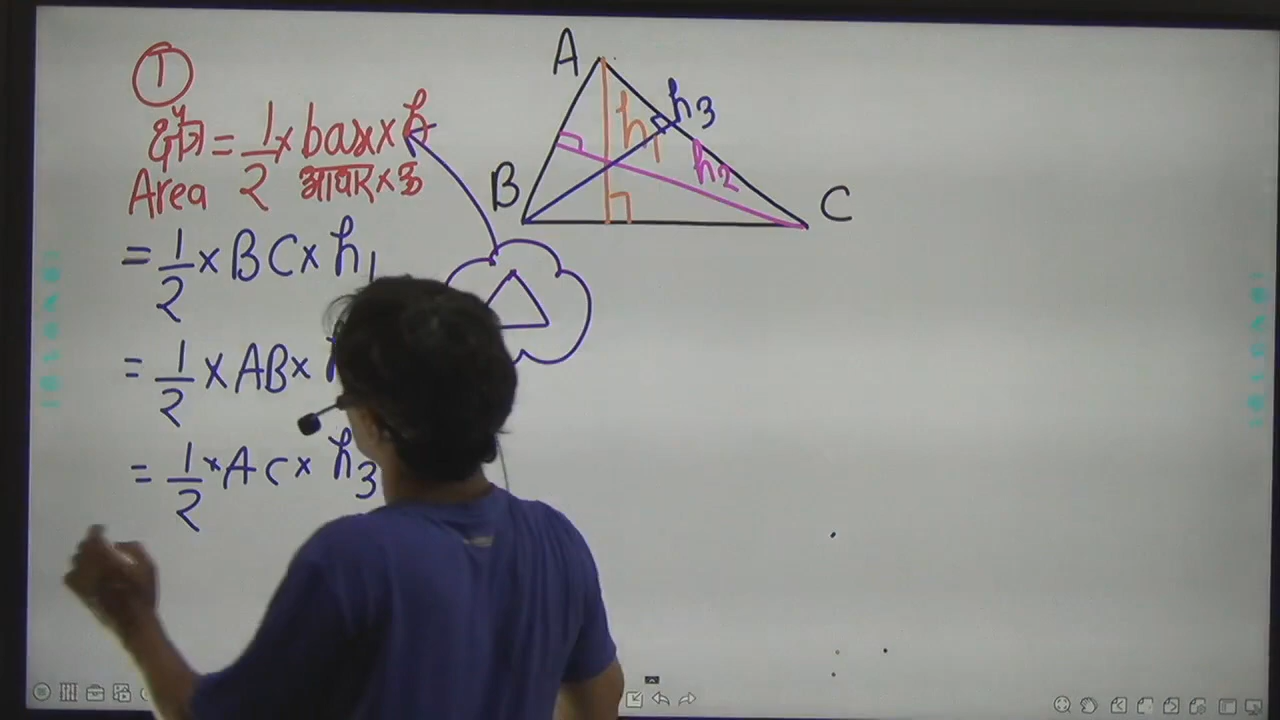 ①
= 1/2 × base × h
Area आधार × ऊ
= 1/2 × BC × h1
= 1/2 × AB ×
= 1/2 × AC × h3
A
B
C
h1
h2
h3